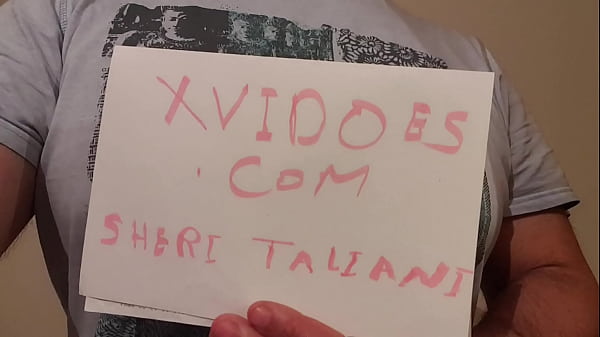 XVIDOES
.COM
SHERI TALIANI